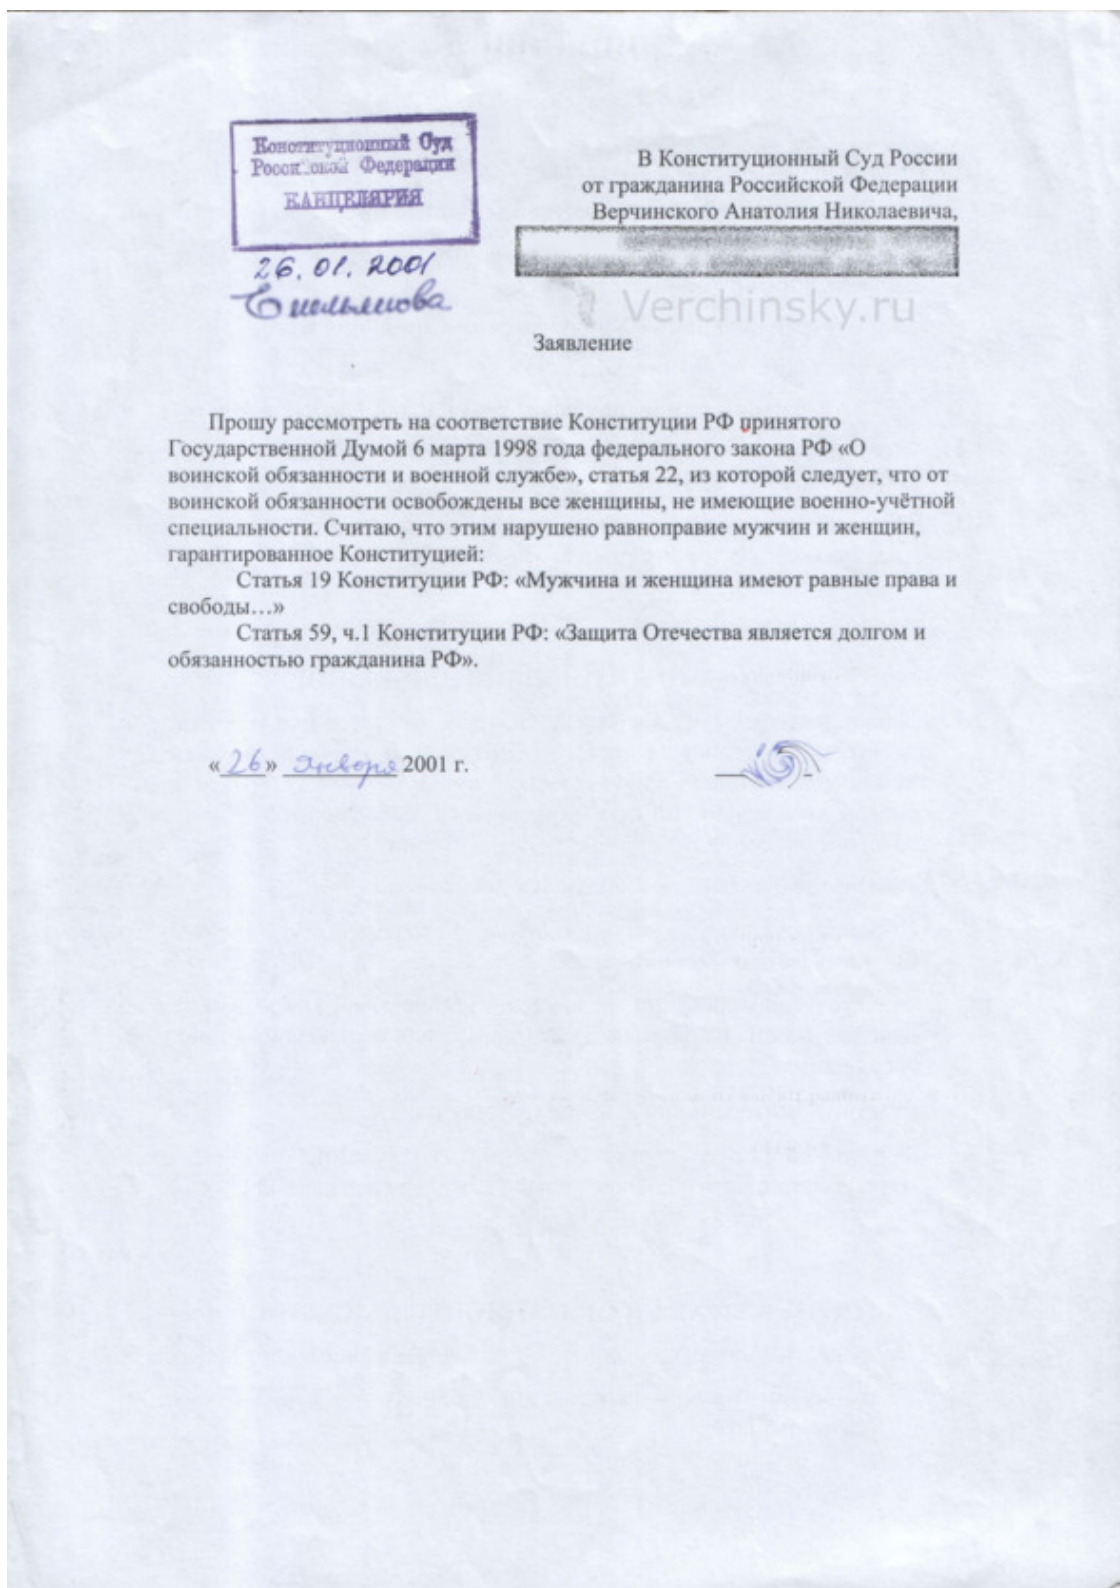 Конституционный Суд
Российской Федерации
КАНЦЕЛЯРИЯ
26.01.2001
Емельянова
В Конституционный Суд России
от гражданина Российской Федерации
Верчинского Анатолия Николаевича,
Verchinsky.ru
Заявление
Прошу рассмотреть на соответствие Конституции РФ принятого
Государственной Думой 6 марта 1998 года федерального закона РФ «О
воинской обязанности и военной службе», статья 22, из которой следует, что от
воинской обязанности освобождены все женщины, не имеющие военно-учётной
специальности. Считаю, что этим нарушено равноправие мужчин и женщин,
гарантированное Конституцией:
Статья 19 Конституции РФ: «Мужчина и женщина имеют равные права и
свободы…»
Статья 59, ч.1 Конституции РФ: «Защита Отечества является долгом и
обязанностью гражданина РФ».
«26» января 2001 г.